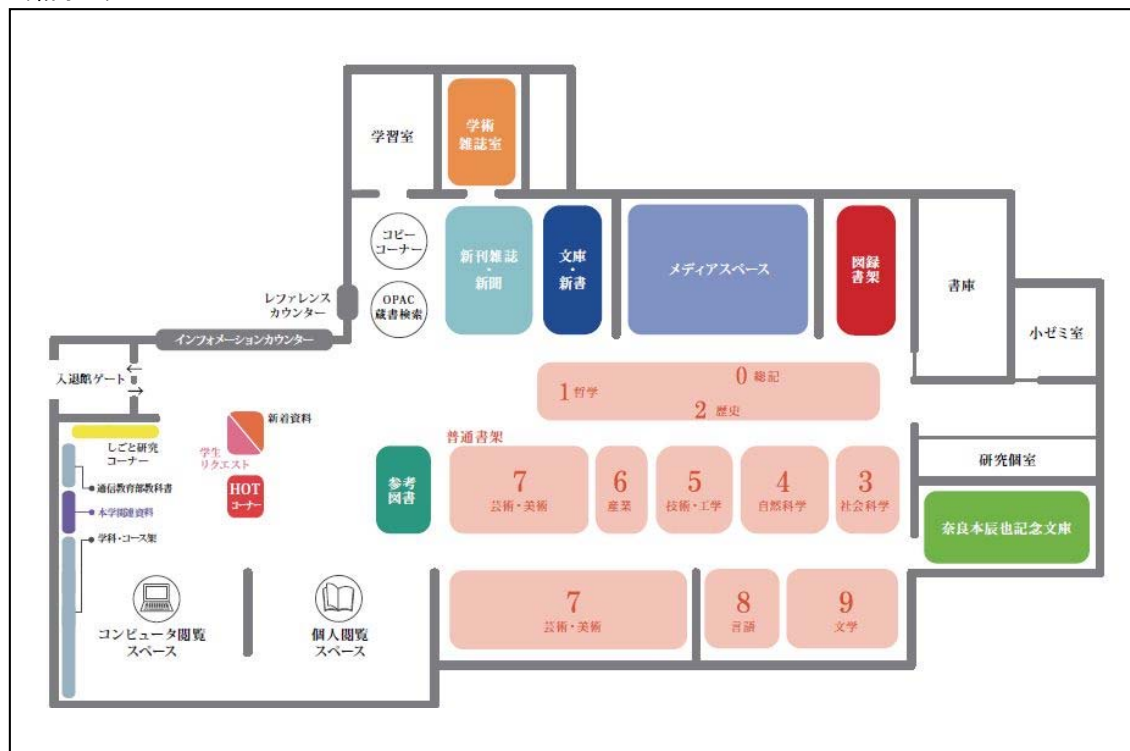 学習室
学術
雑誌室
コピー
コーナー
新刊雑誌
・
新聞
文庫
・
新書
メディアスペース
図録
書架
書庫
OPAC
蔵書検索
レファレンス
カウンター
小ゼミ室
インフォメーションカウンター
入退館ゲート
1 哲学
0 総記
2 歴史
新着資料
学生
リクエスト
しごと研究
コーナー
普通書架
HOT
コーナー
参考
図書
7
芸術・美術
6
産業
5
技術・工学
4
自然科学
3
社会科学
研究個室
通信教育部教科書
本学関連資料
学科・コース架
奈良本辰也記念文庫
コンピュータ閲覧
スペース
個人閲覧
スペース
7
芸術・美術
8
言語
9
文学